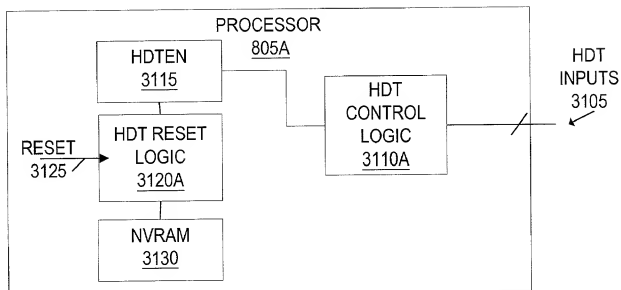 PROCESSOR
805A
HDTEN
3115
HDT
CONTROL
LOGIC
3110A
HDT
INPUTS
3105
HDT RESET
LOGIC
3120A
RESET
3125
NVRAM
3130